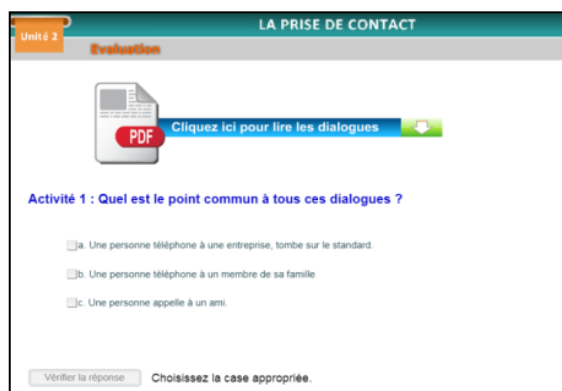 LA PRISE DE CONTACT
Unité 2
Evaluation
PDF
Cliquez ici pour lire les dialogues
Activité 1 : Quel est le point commun à tous ces dialogues ?
a. Une personne téléphone à une entreprise, tombe sur le standard.
b. Une personne téléphone à un membre de sa famille
c. Une personne appelle à un ami.
Vérifier la réponse Choisissez la case appropriée.